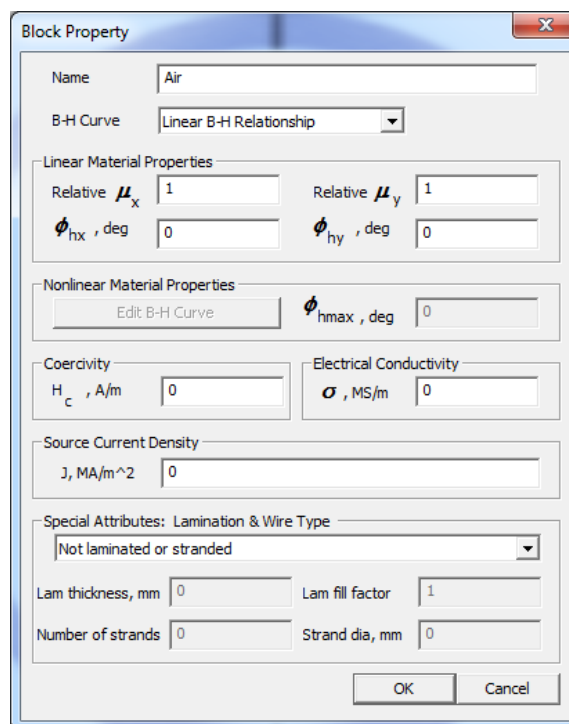 Block Property
Name Air
B-H Curve Linear B-H Relationship
Linear Material Properties
Relative μx 1 Relative μy 1
ϕhx , deg 0 ϕhy , deg 0
Nonlinear Material Properties
Edit B-H Curve ϕhmax , deg 0
Coercivity Electrical Conductivity
Hc , A/m 0 σ , MS/m 0
Source Current Density
J, MA/m^2 0
Special Attributes: Lamination & Wire Type
Not laminated or stranded
Lam thickness, mm 0 Lam fill factor 1
Number of strands 0 Strand dia, mm 0
OK Cancel